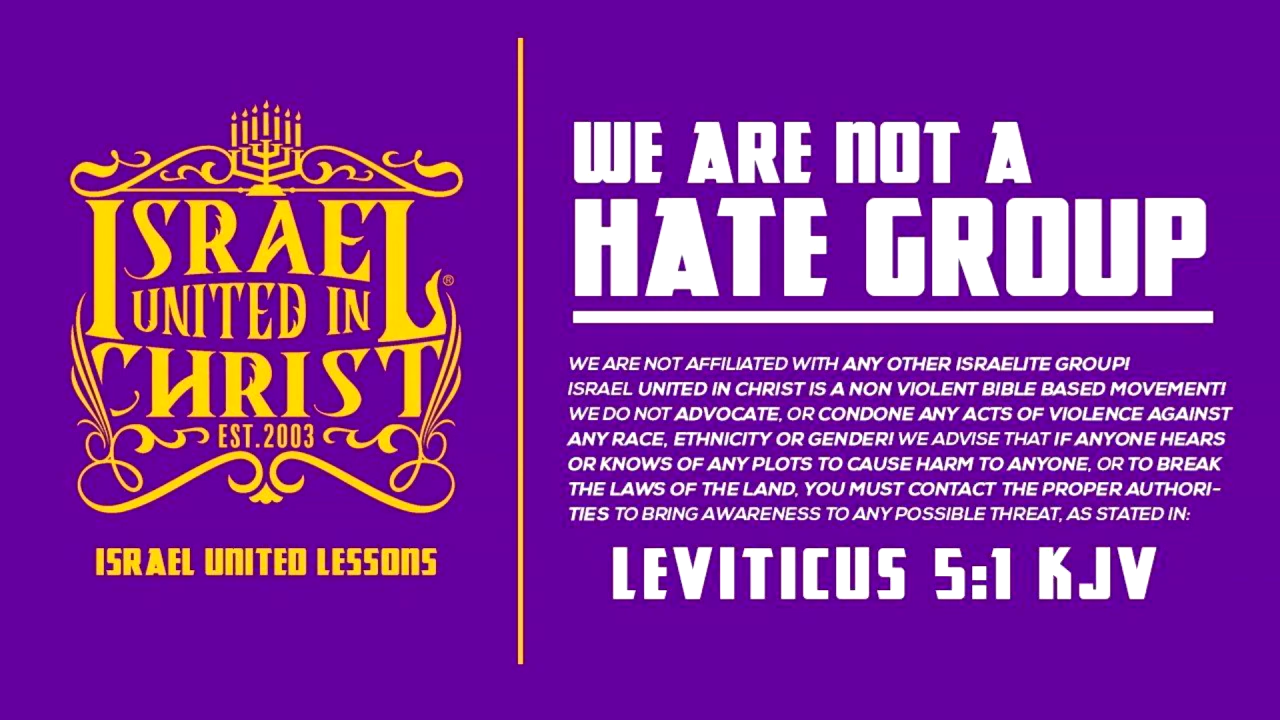 ISRAEL
UNITED IN
CHRIST
®
EST.2003
ISRAEL UNITED LESSONS
WE ARE NOT A
HATE GROUP
WE ARE NOT AFFILIATED WITH ANY OTHER ISRAELITE GROUP!
ISRAEL UNITED IN CHRIST IS A NON VIOLENT BIBLE BASED MOVEMENT!
WE DO NOT ADVOCATE, OR CONDONE ANY ACTS OF VIOLENCE AGAINST
ANY RACE, ETHNICITY OR GENDER! WE ADVISE THAT IF ANYONE HEARS
OR KNOWS OF ANY PLOTS TO CAUSE HARM TO ANYONE, OR TO BREAK
THE LAWS OF THE LAND, YOU MUST CONTACT THE PROPER AUTHORI-
TIES TO BRING AWARENESS TO ANY POSSIBLE THREAT, AS STATED IN:
LEVITICUS 5:1 KJV